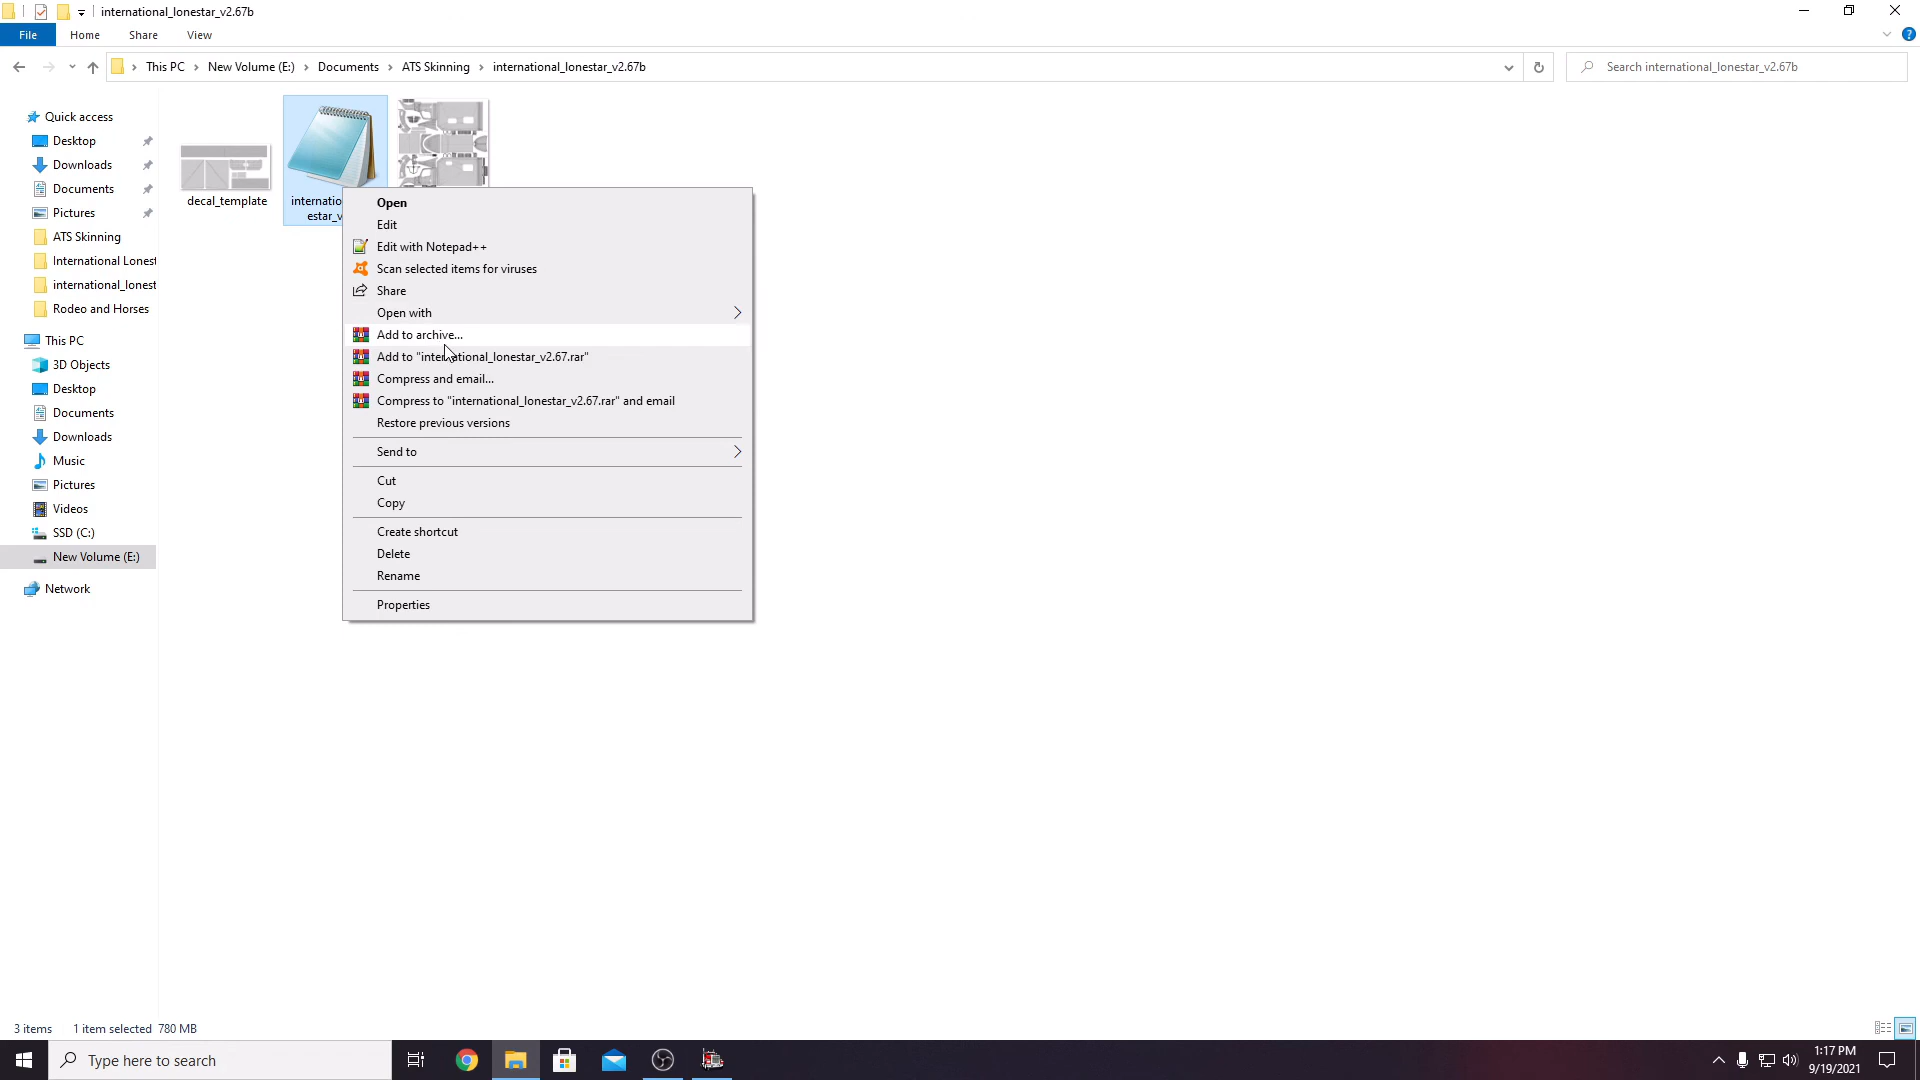 international_lonestar_v2.67b
File Home Share View
This PC New Volume (E:) Documents ATS Skinning international_lonestar_v2.67b
Search international_lonestar_v2.67b
Quick access
Desktop
Downloads
Documents
Pictures
ATS Skinning
International Lonest
international_lonest
Rodeo and Horses
This PC
3D Objects
Desktop
Documents
Downloads
Music
Pictures
Videos
SSD (C:)
New Volume (E:)
Network
decal_template
internatio
estar_v
Open
Edit
Edit with Notepad++
Scan selected items for viruses
Share
Open with
Add to archive...
Add to "international_lonestar_v2.67.rar"
Compress and email...
Compress to "international_lonestar_v2.67.rar" and email
Restore previous versions
Send to
Cut
Copy
Create shortcut
Delete
Rename
Properties
3 items 1 item selected 780 MB
Type here to search
1:17 PM
9/19/2021